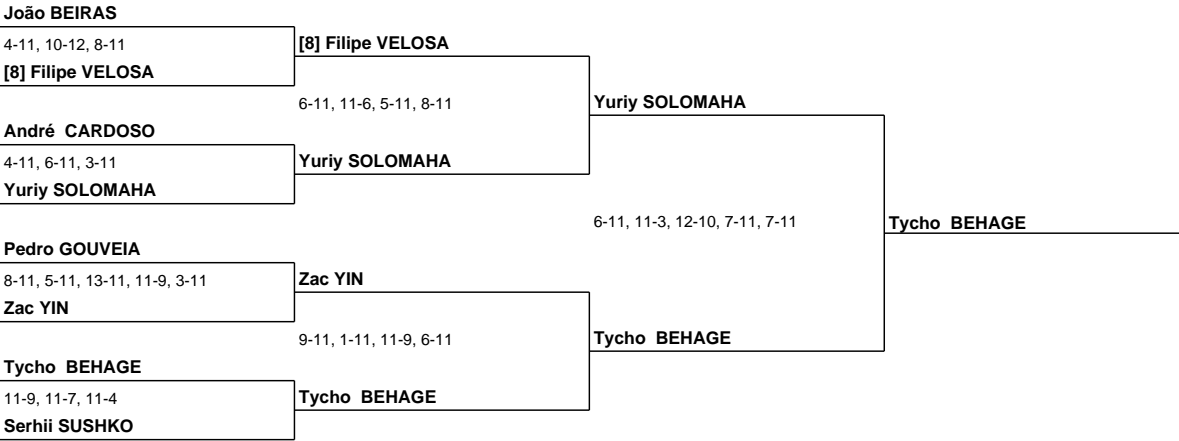 João BEIRAS
4-11, 10-12, 8-11
[8] Filipe VELOSA
[8] Filipe VELOSA
6-11, 11-6, 5-11, 8-11
Yuriy SOLOMAHA
André  CARDOSO
4-11, 6-11, 3-11
Yuriy SOLOMAHA
Yuriy SOLOMAHA
6-11, 11-3, 12-10, 7-11, 7-11
Tycho  BEHAGE
Pedro GOUVEIA
8-11, 5-11, 13-11, 11-9, 3-11
Zac YIN
Zac YIN
9-11, 1-11, 11-9, 6-11
Tycho  BEHAGE
Tycho  BEHAGE
11-9, 11-7, 11-4
Tycho  BEHAGE
Serhii SUSHKO